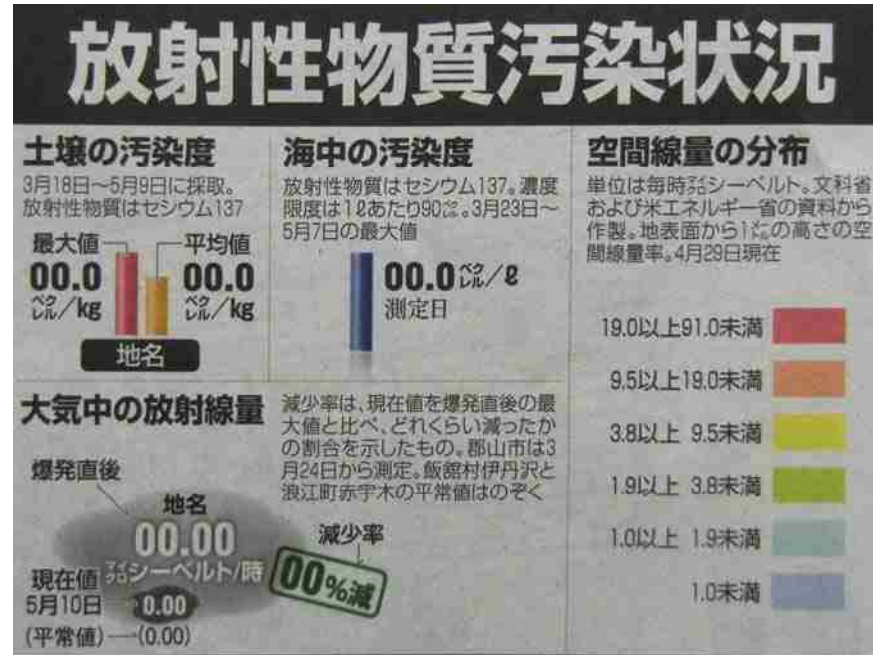 放射性物質汚染状況
土壌の汚染度
3月18日～5月9日に採取。
放射性物質はセシウム137
最大値
平均値
00.0
00.0
ベクレル/kg
ベクレル/kg
地名
海中の汚染度
放射性物質はセシウム137。濃度
限度は1ℓあたり90ベクレル。3月23日～
5月7日の最大値
00.0ベクレル/ℓ
測定日
空間線量の分布
単位は毎時マイクロシーベルト。文科省
および米エネルギー省の資料から
作製。地表面から1メートルの高さの空
間線量率。4月29日現在
19.0以上91.0未満
9.5以上19.0未満
3.8以上 9.5未満
1.9以上 3.8未満
1.0以上 1.9未満
1.0未満
大気中の放射線量
減少率は、現在値を爆発直後の最
大値と比べ、どれくらい減ったか
の割合を示したもの。郡山市は3
月24日から測定。飯舘村伊丹沢と
浪江町赤宇木の平常値はのぞく
爆発直後
地名
00.00
マイクロシーベルト/時
現在値
5月10日
0.00
(平常値)
(0.00)
減少率
00%減